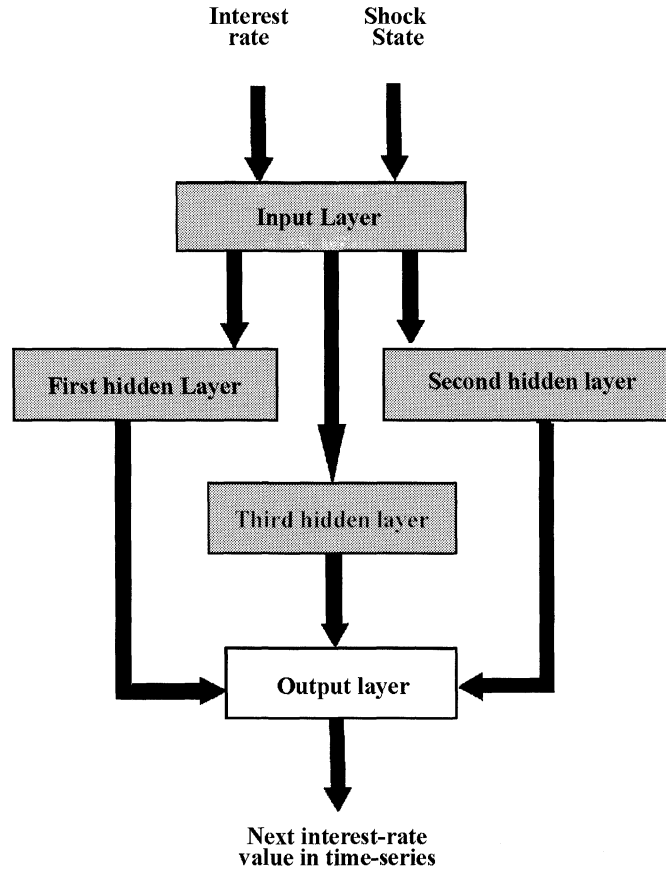 Interest
rate
Shock
State
Input Layer
First hidden Layer
Second hidden layer
Third hidden layer
Output layer
Next interest-rate
value in time-series